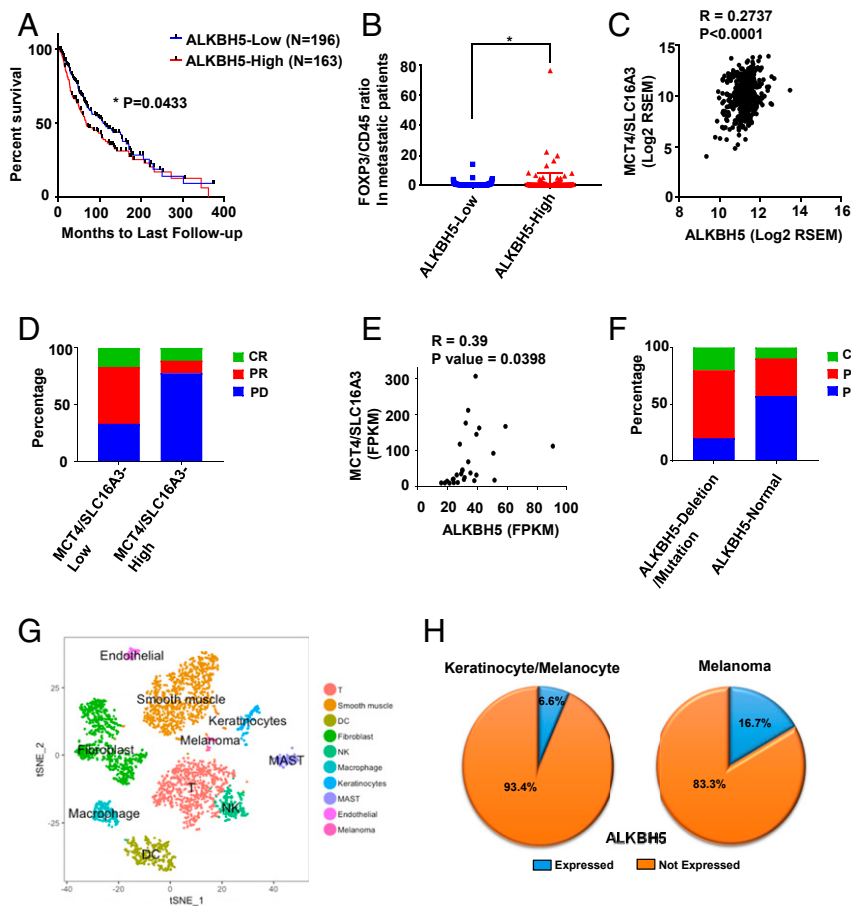 A
ALKBH5-Low (N=196)
ALKBH5-High (N=163)
* P=0.0433
Percent survival
100
50
0
0 100 200 300 400
Months to Last Follow-up
B
*
FOXP3/CD45 ratio
In metastatic patients
80
60
40
20
0
ALKBH5-Low
ALKBH5-High
C
R = 0.2737
P<0.0001
MCT4/SLC16A3
(Log2 RSEM)
20
15
10
5
0
8 10 12 14 16
ALKBH5 (Log2 RSEM)
D
Percentage
100
50
0
CR
PR
PD
MCT4/SLC16A3-
Low
MCT4/SLC16A3-
High
E
R = 0.39
P value = 0.0398
MCT4/SLC16A3
(FPKM)
300
200
100
0
0 20 40 60 80 100
ALKBH5 (FPKM)
F
Percentage
100
50
0
C
P
P
ALKBH5-Deletion
/Mutation
ALKBH5-Normal
G
tSNE_2
25
0
-25
-40 -20 0 20 40
tSNE_1
Endothelial
Smooth muscle
Keratinocytes
Melanoma
Fibroblast
MAST
T
NK
Macrophage
DC
T
Smooth muscle
DC
Fibroblast
NK
Macrophage
Keratinocytes
MAST
Endothelial
Melanoma
H
Keratinocyte/Melanocyte
6.6%
93.4%
Melanoma
16.7%
83.3%
ALKBH5
Expressed
Not Expressed